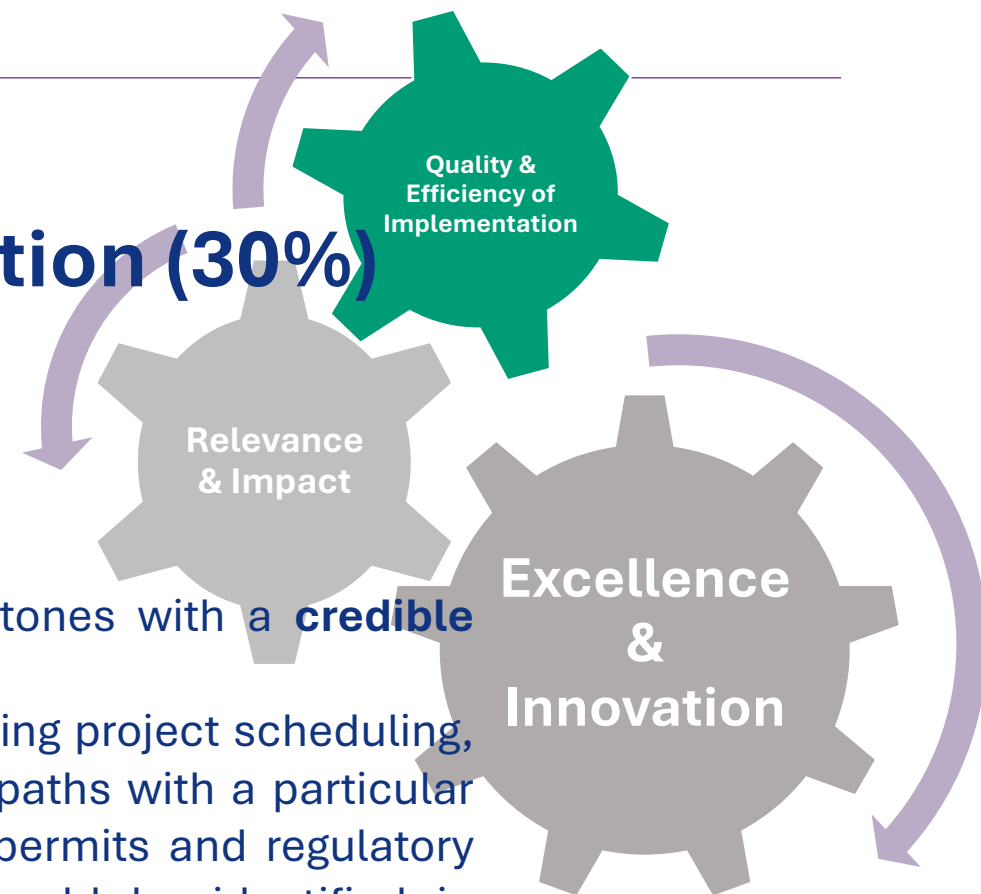 Quality &
Efficiency of
Implementation
tion (30%)
Relevance
& Impact
Excellence
&
Innovation
tones with a credible
ing project scheduling,
paths with a particular
permits and regulatory